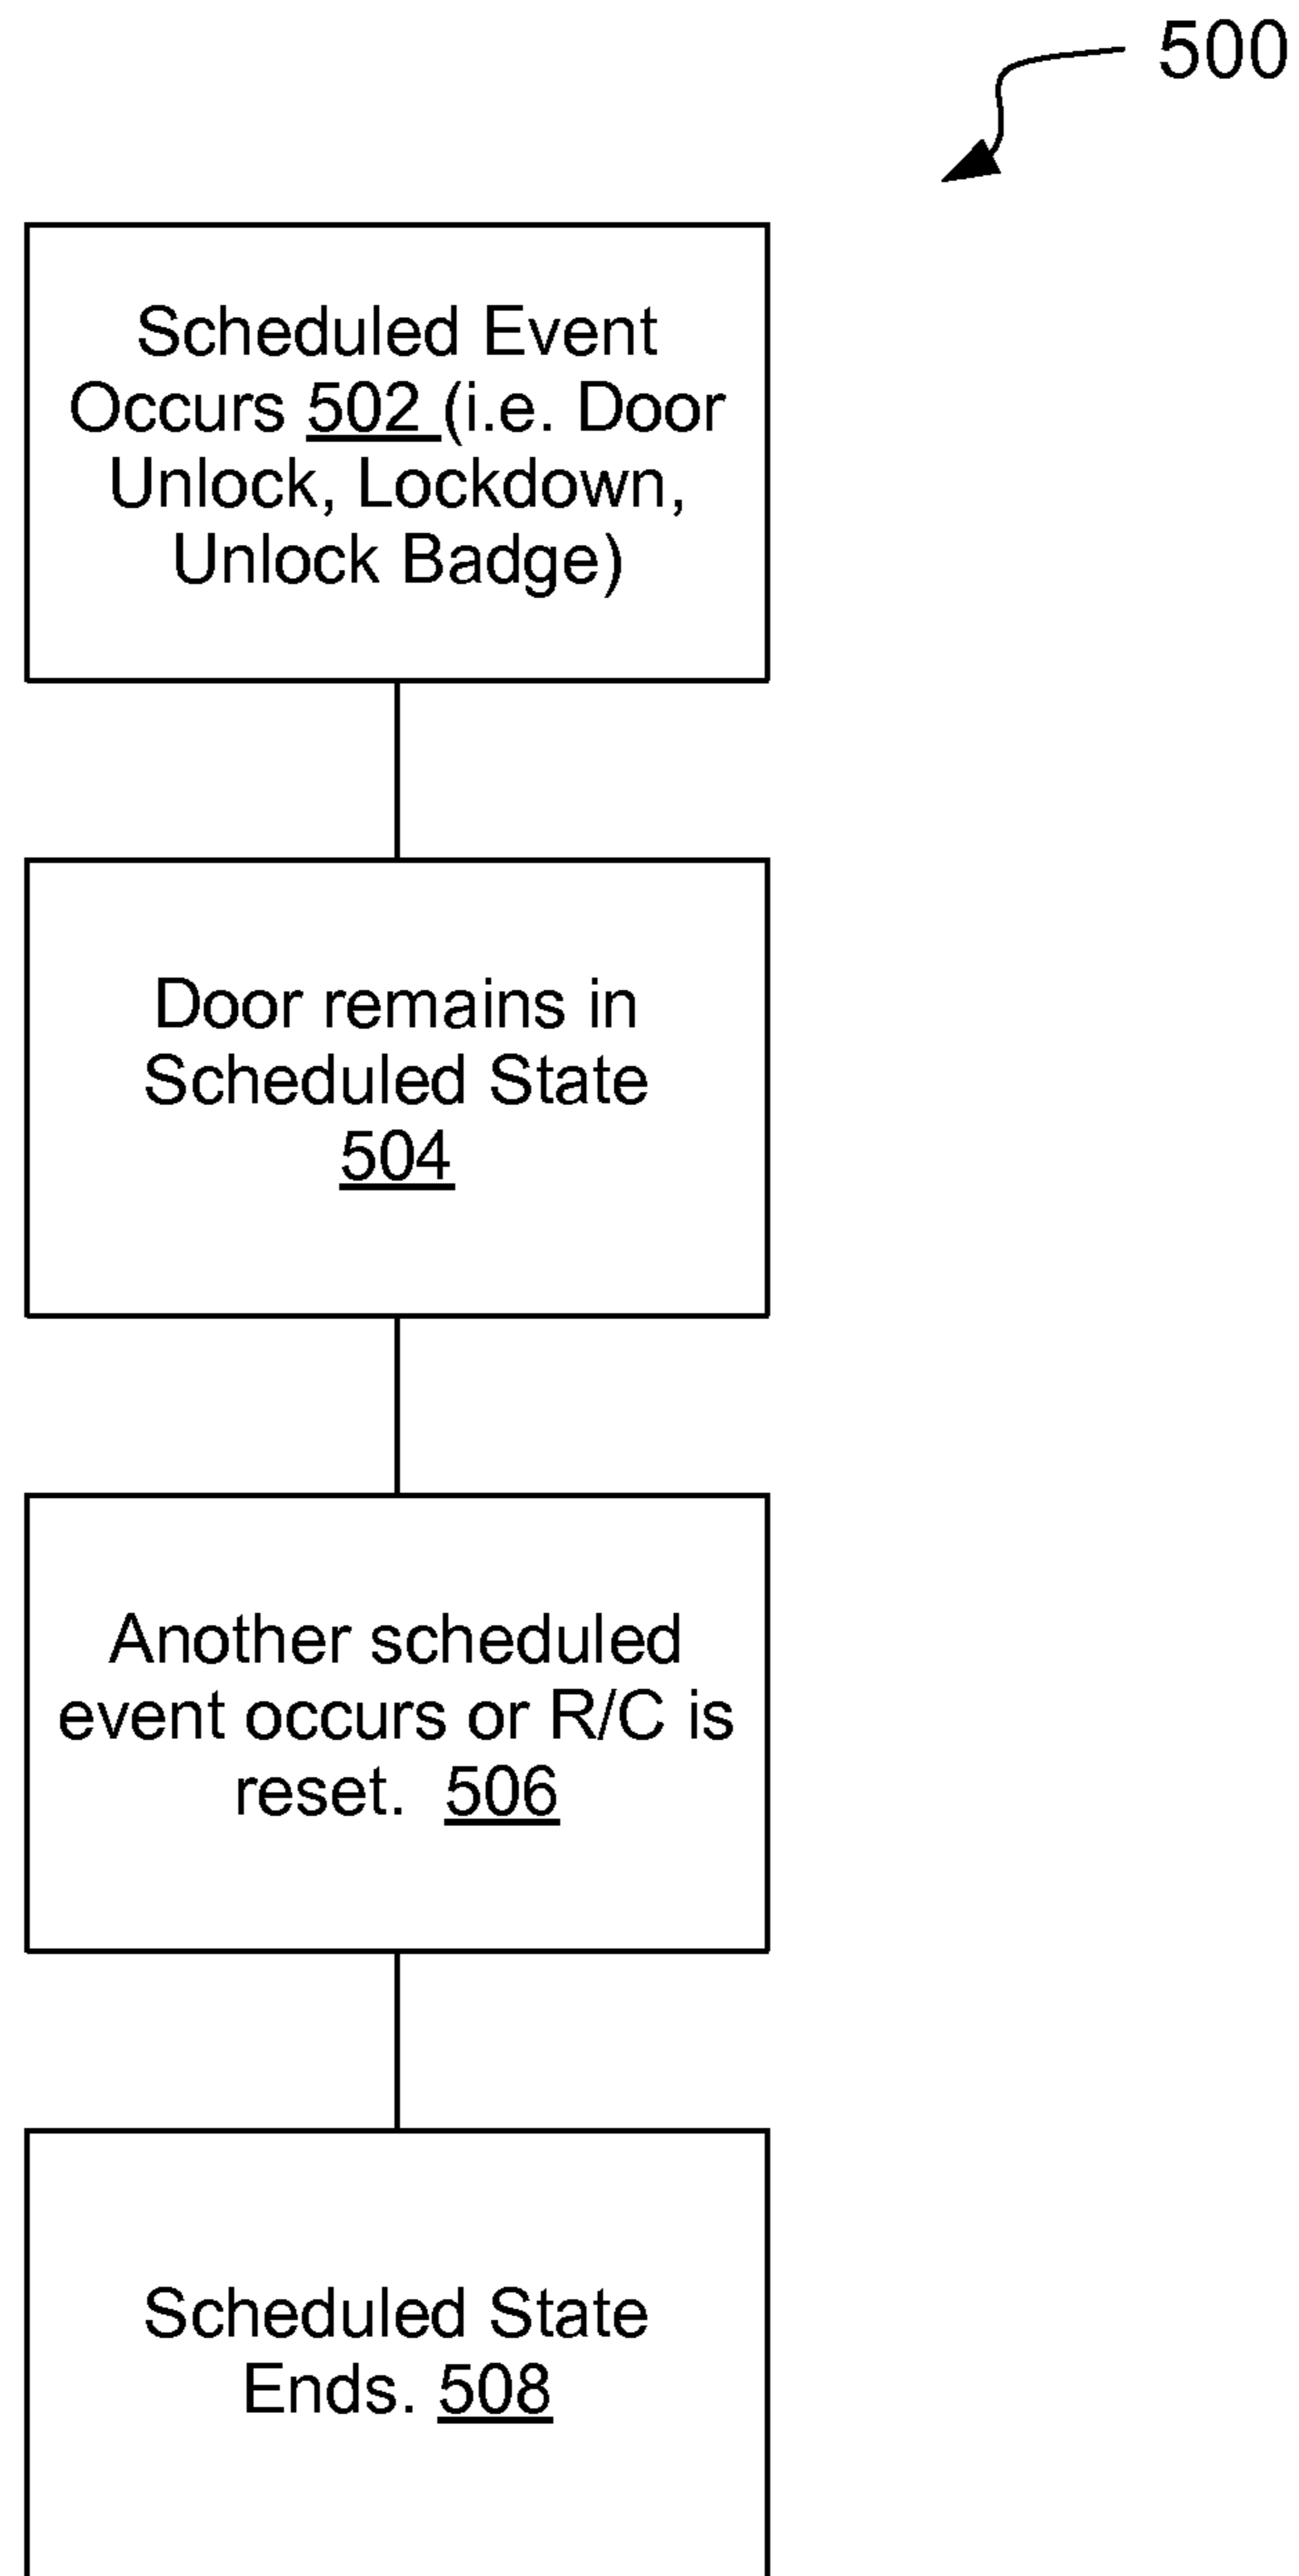 500
Scheduled Event
Occurs 502 (i.e. Door
Unlock, Lockdown,
Unlock Badge)
Door remains in
Scheduled State
504
Another scheduled
event occurs or R/C is
reset. 506
Scheduled State
Ends. 508